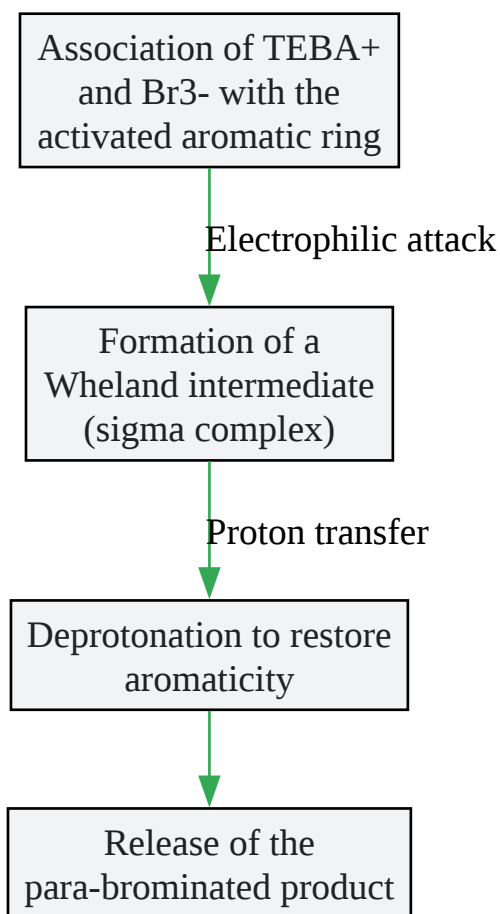 Association of TEBA+
and Br3- with the
activated aromatic ring
Electrophilic attack
Formation of a
Wheland intermediate
(sigma complex)
Proton transfer
Deprotonation to restore
aromaticity
Release of the
para-brominated product